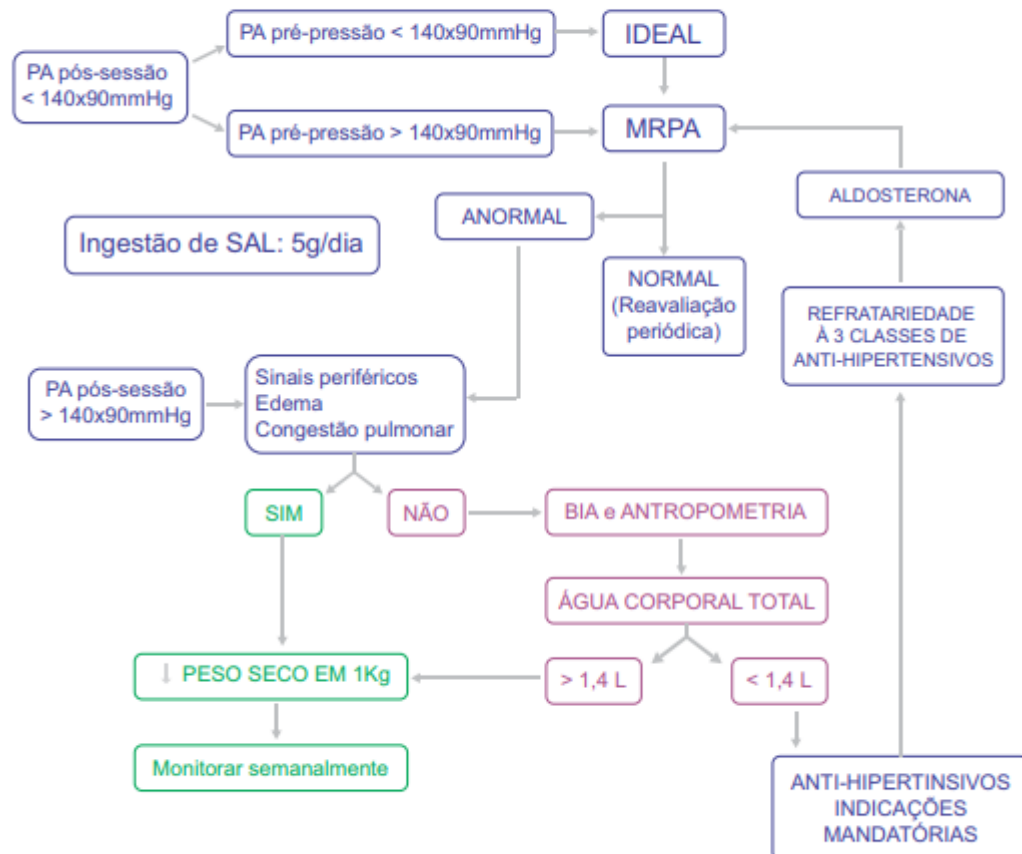 PA pré-pressão < 140x90mmHg
IDEAL
PA pós-sessão
< 140x90mmHg
PA pré-pressão > 140x90mmHg
MRPA
ALDOSTERONA
ANORMAL
Ingestão de SAL: 5g/dia
NORMAL
(Reavaliação
periódica)
REFRATARIEDADE
À 3 CLASSES DE
ANTI-HIPERTENSIVOS
PA pós-sessão
> 140x90mmHg
Sinais periféricos
Edema
Congestão pulmonar
SIM
NÃO
BIA e ANTROPOMETRIA
ÁGUA CORPORAL TOTAL
↓ PESO SECO EM 1Kg
> 1,4 L
< 1,4 L
Monitorar semanalmente
ANTI-HIPERTINSIVOS
INDICAÇÕES
MANDATÓRIAS